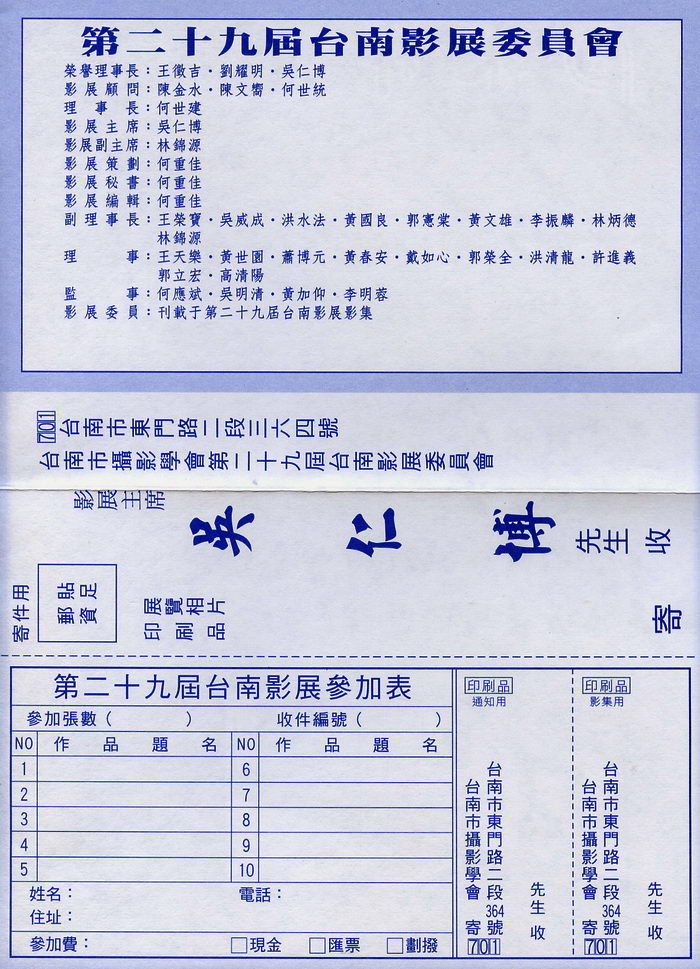 第二十九屆台南影展委員會
榮譽理事長：王徵吉・劉耀明・吳仁博
影展顧問：陳金水・陳文嚮・何世統
理事長：何世建
影展主席：吳仁博
影展副主席：林錦源
影展策劃：何重佳
影展秘書：何重佳
影展編輯：何重佳
副理事長：王榮寶・吳威成・洪水法・黃國良・郭憲棠・黃文雄・李振麟・林炳德
林錦源
理事：王天樂・黃世園・蕭博元・黃春安・戴如心・郭榮全・洪清龍・許進義
郭立宏・高清陽
監事：何應斌・吳明清・黃加仰・李明蓉
影展委員：刊載于第二十九屆台南影展影集
701台南市東門路二段三六四號
台南市攝影學會第二十九屆台南影展委員會
影展主席
吳仁博先生收
寄
寄件用
郵資
貼足
展覽相片
印刷品
第二十九屆台南影展參加表
參加張數（ ） 收件編號（ ）
NO 作品題名 NO 作品題名
1 6
2 7
3 8
4 9
5 10
姓名： 電話：
住址：
參加費： □現金 □匯票 □劃撥
印刷品
通知用
台南市東門路二段364號
台南市攝影學會寄
701
先生收
印刷品
影集用
台南市東門路二段364號
台南市攝影學會寄
701
先生收